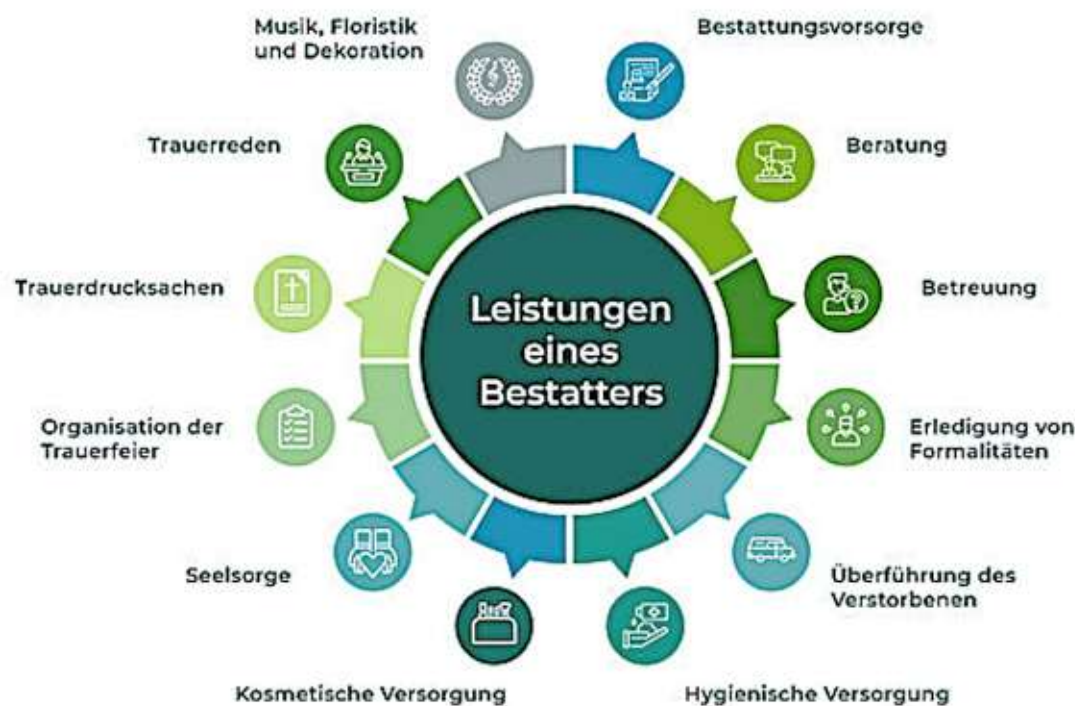 Musik, Floristik
und Dekoration
Bestattungsvorsorge
Trauerreden
Beratung
Trauerdrucksachen
Betreuung
Leistungen
eines
Bestatters
Organisation der
Trauerfeier
Erledigung von
Formalitäten
Seelsorge
Überführung des
Verstorbenen
Kosmetische Versorgung
Hygienische Versorgung